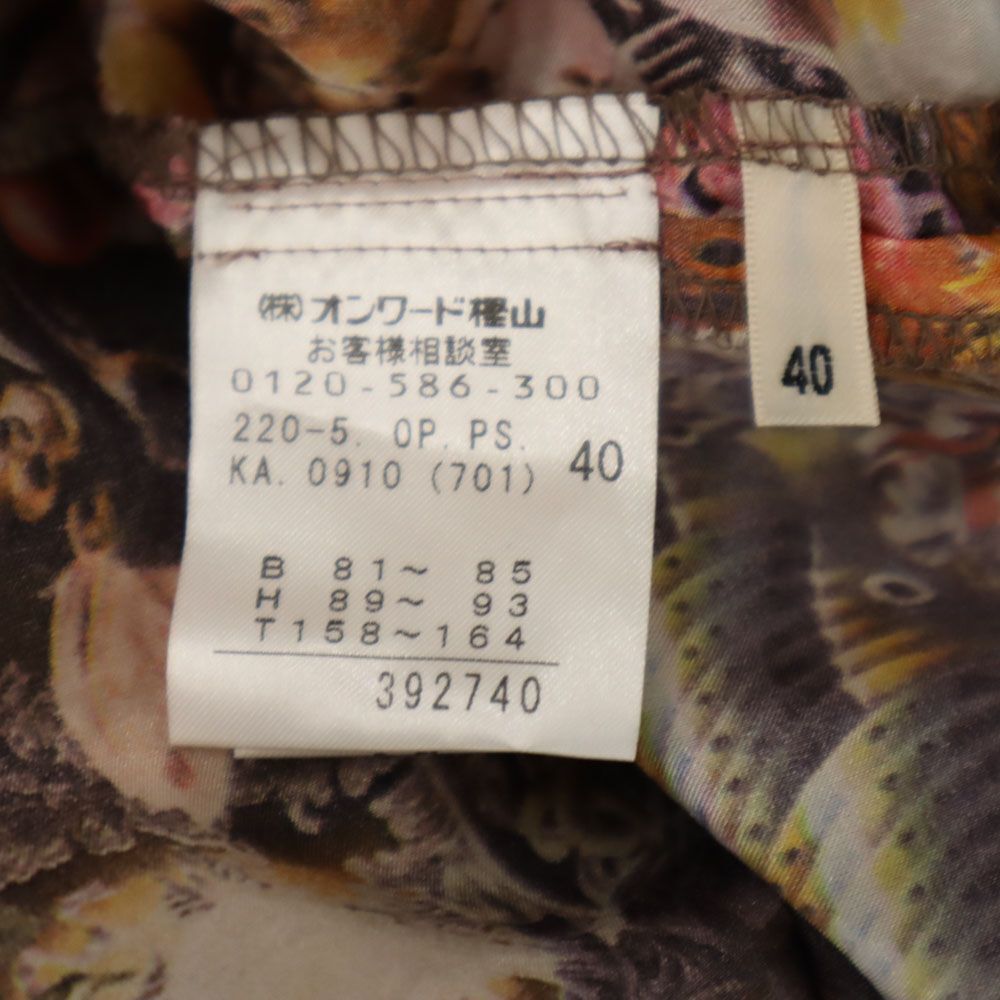 (株)オンワード樫山
お客様相談室
0120-586-300
220-5. OP. PS.
KA. 0910 (701) 40
B 81~ 85
H 89~ 93
T158~164
392740
40